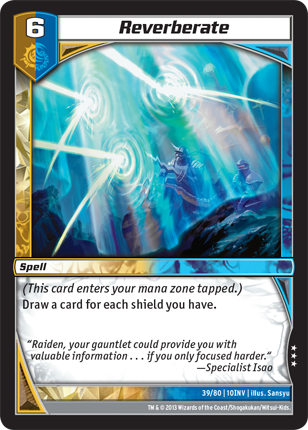 6
Reverberate
Spell
(This card enters your mana zone tapped.)
Draw a card for each shield you have.
“Raiden, your gauntlet could provide you with
valuable information . . . if you only focused harder.”
—Specialist Isao
39/80 | 10INV | Illus. Sansyu
TM & © 2013 Wizards of the Coast/Shogakukan/Mitsui-Kids.